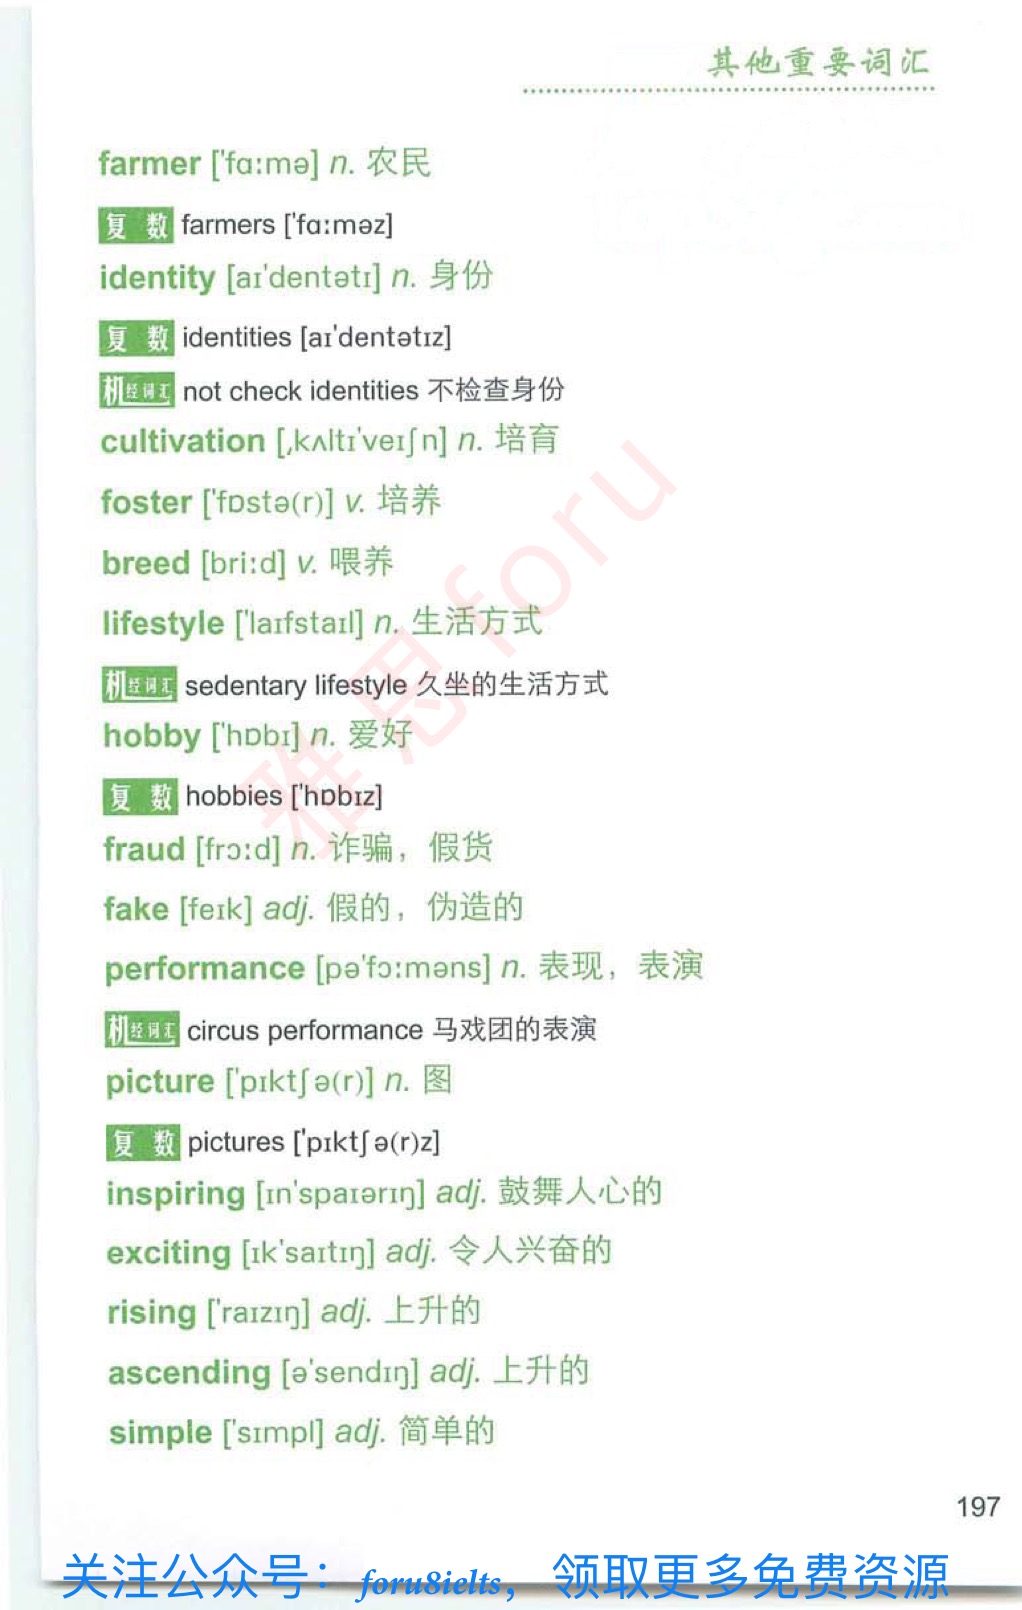 其他重要词汇
farmer ['fɑːmə] n. 农民
复 数 farmers ['fɑːməz]
identity [aɪ'dentətɪ] n. 身份
复 数 identities [aɪ'dentətɪz]
机经词汇 not check identities 不检查身份
cultivation [ˌkʌltɪ'veɪʃn] n. 培育
foster ['fɒstə(r)] v. 培养
breed [briːd] v. 喂养
lifestyle ['laɪfstaɪl] n. 生活方式
机经词汇 sedentary lifestyle 久坐的生活方式
hobby ['hɒbɪ] n. 爱好
复 数 hobbies ['hɒbɪz]
fraud [frɔːd] n. 诈骗，假货
fake [feɪk] adj. 假的，伪造的
performance [pə'fɔːməns] n. 表现，表演
机经词汇 circus performance 马戏团的表演
picture ['pɪktʃə(r)] n. 图
复 数 pictures ['pɪktʃə(r)z]
inspiring [ɪn'spaɪərɪŋ] adj. 鼓舞人心的
exciting [ɪk'saɪtɪŋ] adj. 令人兴奋的
rising ['raɪzɪŋ] adj. 上升的
ascending [ə'sendɪŋ] adj. 上升的
simple ['sɪmpl] adj. 简单的
雅思foru
197
关注公众号：foru8ielts，领取更多免费资源